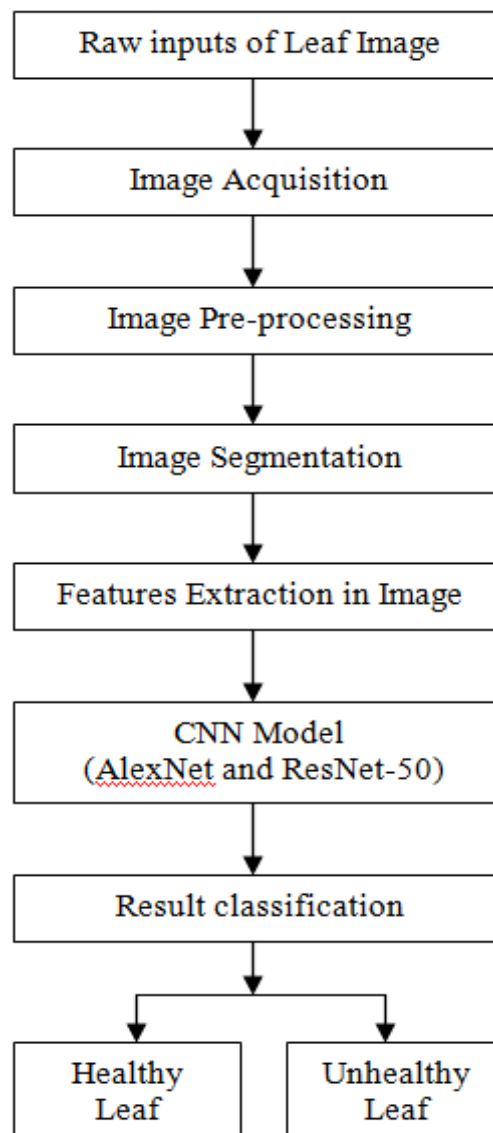 Raw inputs of Leaf Image
Image Acquisition
Image Pre-processing
Image Segmentation
Features Extraction in Image
CNN Model
(AlexNet and ResNet-50)
Result classification
Healthy
Leaf
Unhealthy
Leaf